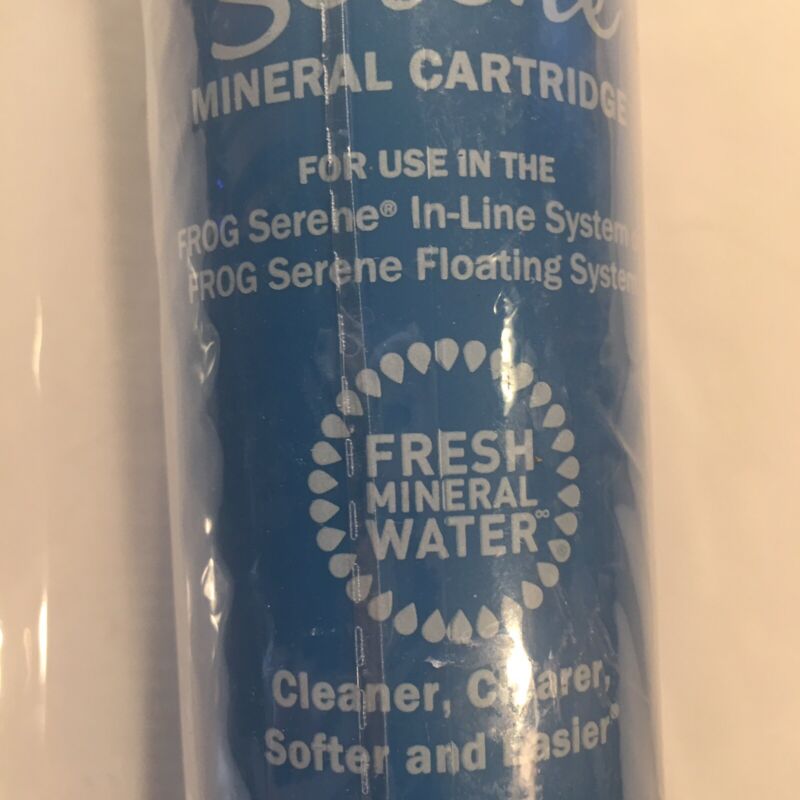 Serene
MINERAL CARTRIDGE
FOR USE IN THE
FROG Serene® In-Line System
FROG Serene Floating System
FRESH
MINERAL
WATER∞
Cleaner, Clearer,
Softer and Easier®